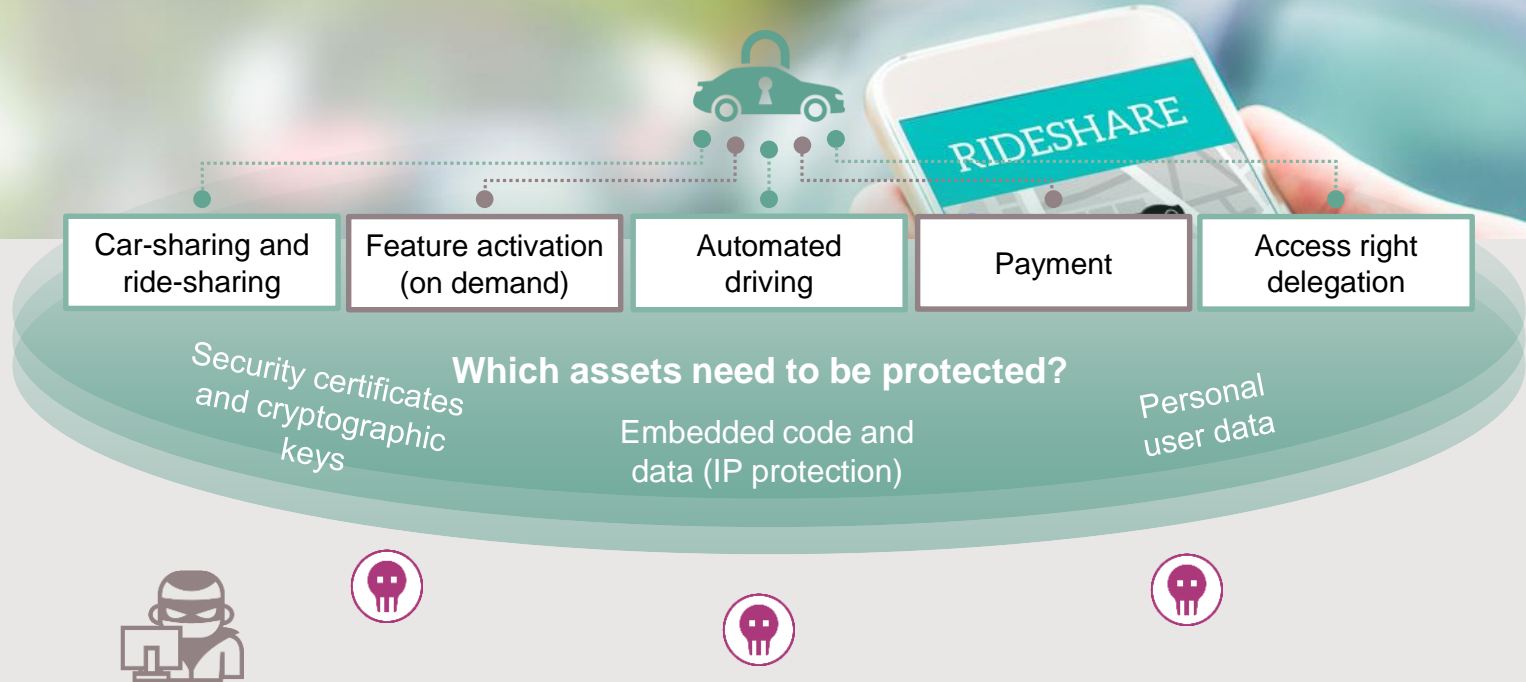 RIDESHARE
Car-sharing and
ride-sharing
Feature activation
(on demand)
Automated
driving
Payment
Access right
delegation
Which assets need to be protected?
Security certificates
and cryptographic
keys
Embedded code and
data (IP protection)
Personal
user data